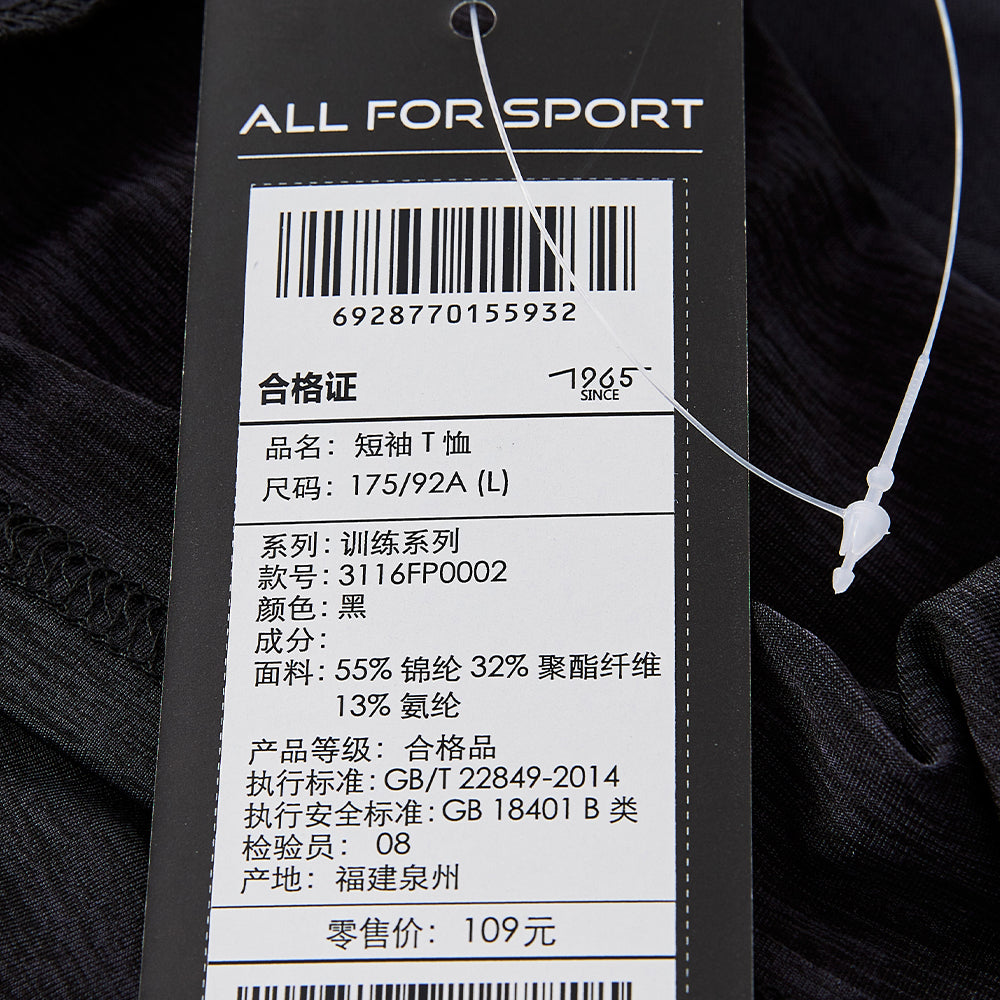 ALL FOR SPORT
6928770155932
合格证
1965
SINCE
品名：短袖T恤
尺码：175/92A (L)
系列：训练系列
款号：3116FP0002
颜色：黑
成分：
面料：55% 锦纶 32% 聚酯纤维
13% 氨纶
产品等级：合格品
执行标准：GB/T 22849-2014
执行安全标准：GB 18401 B 类
检验员：08
产地：福建泉州
零售价：109元